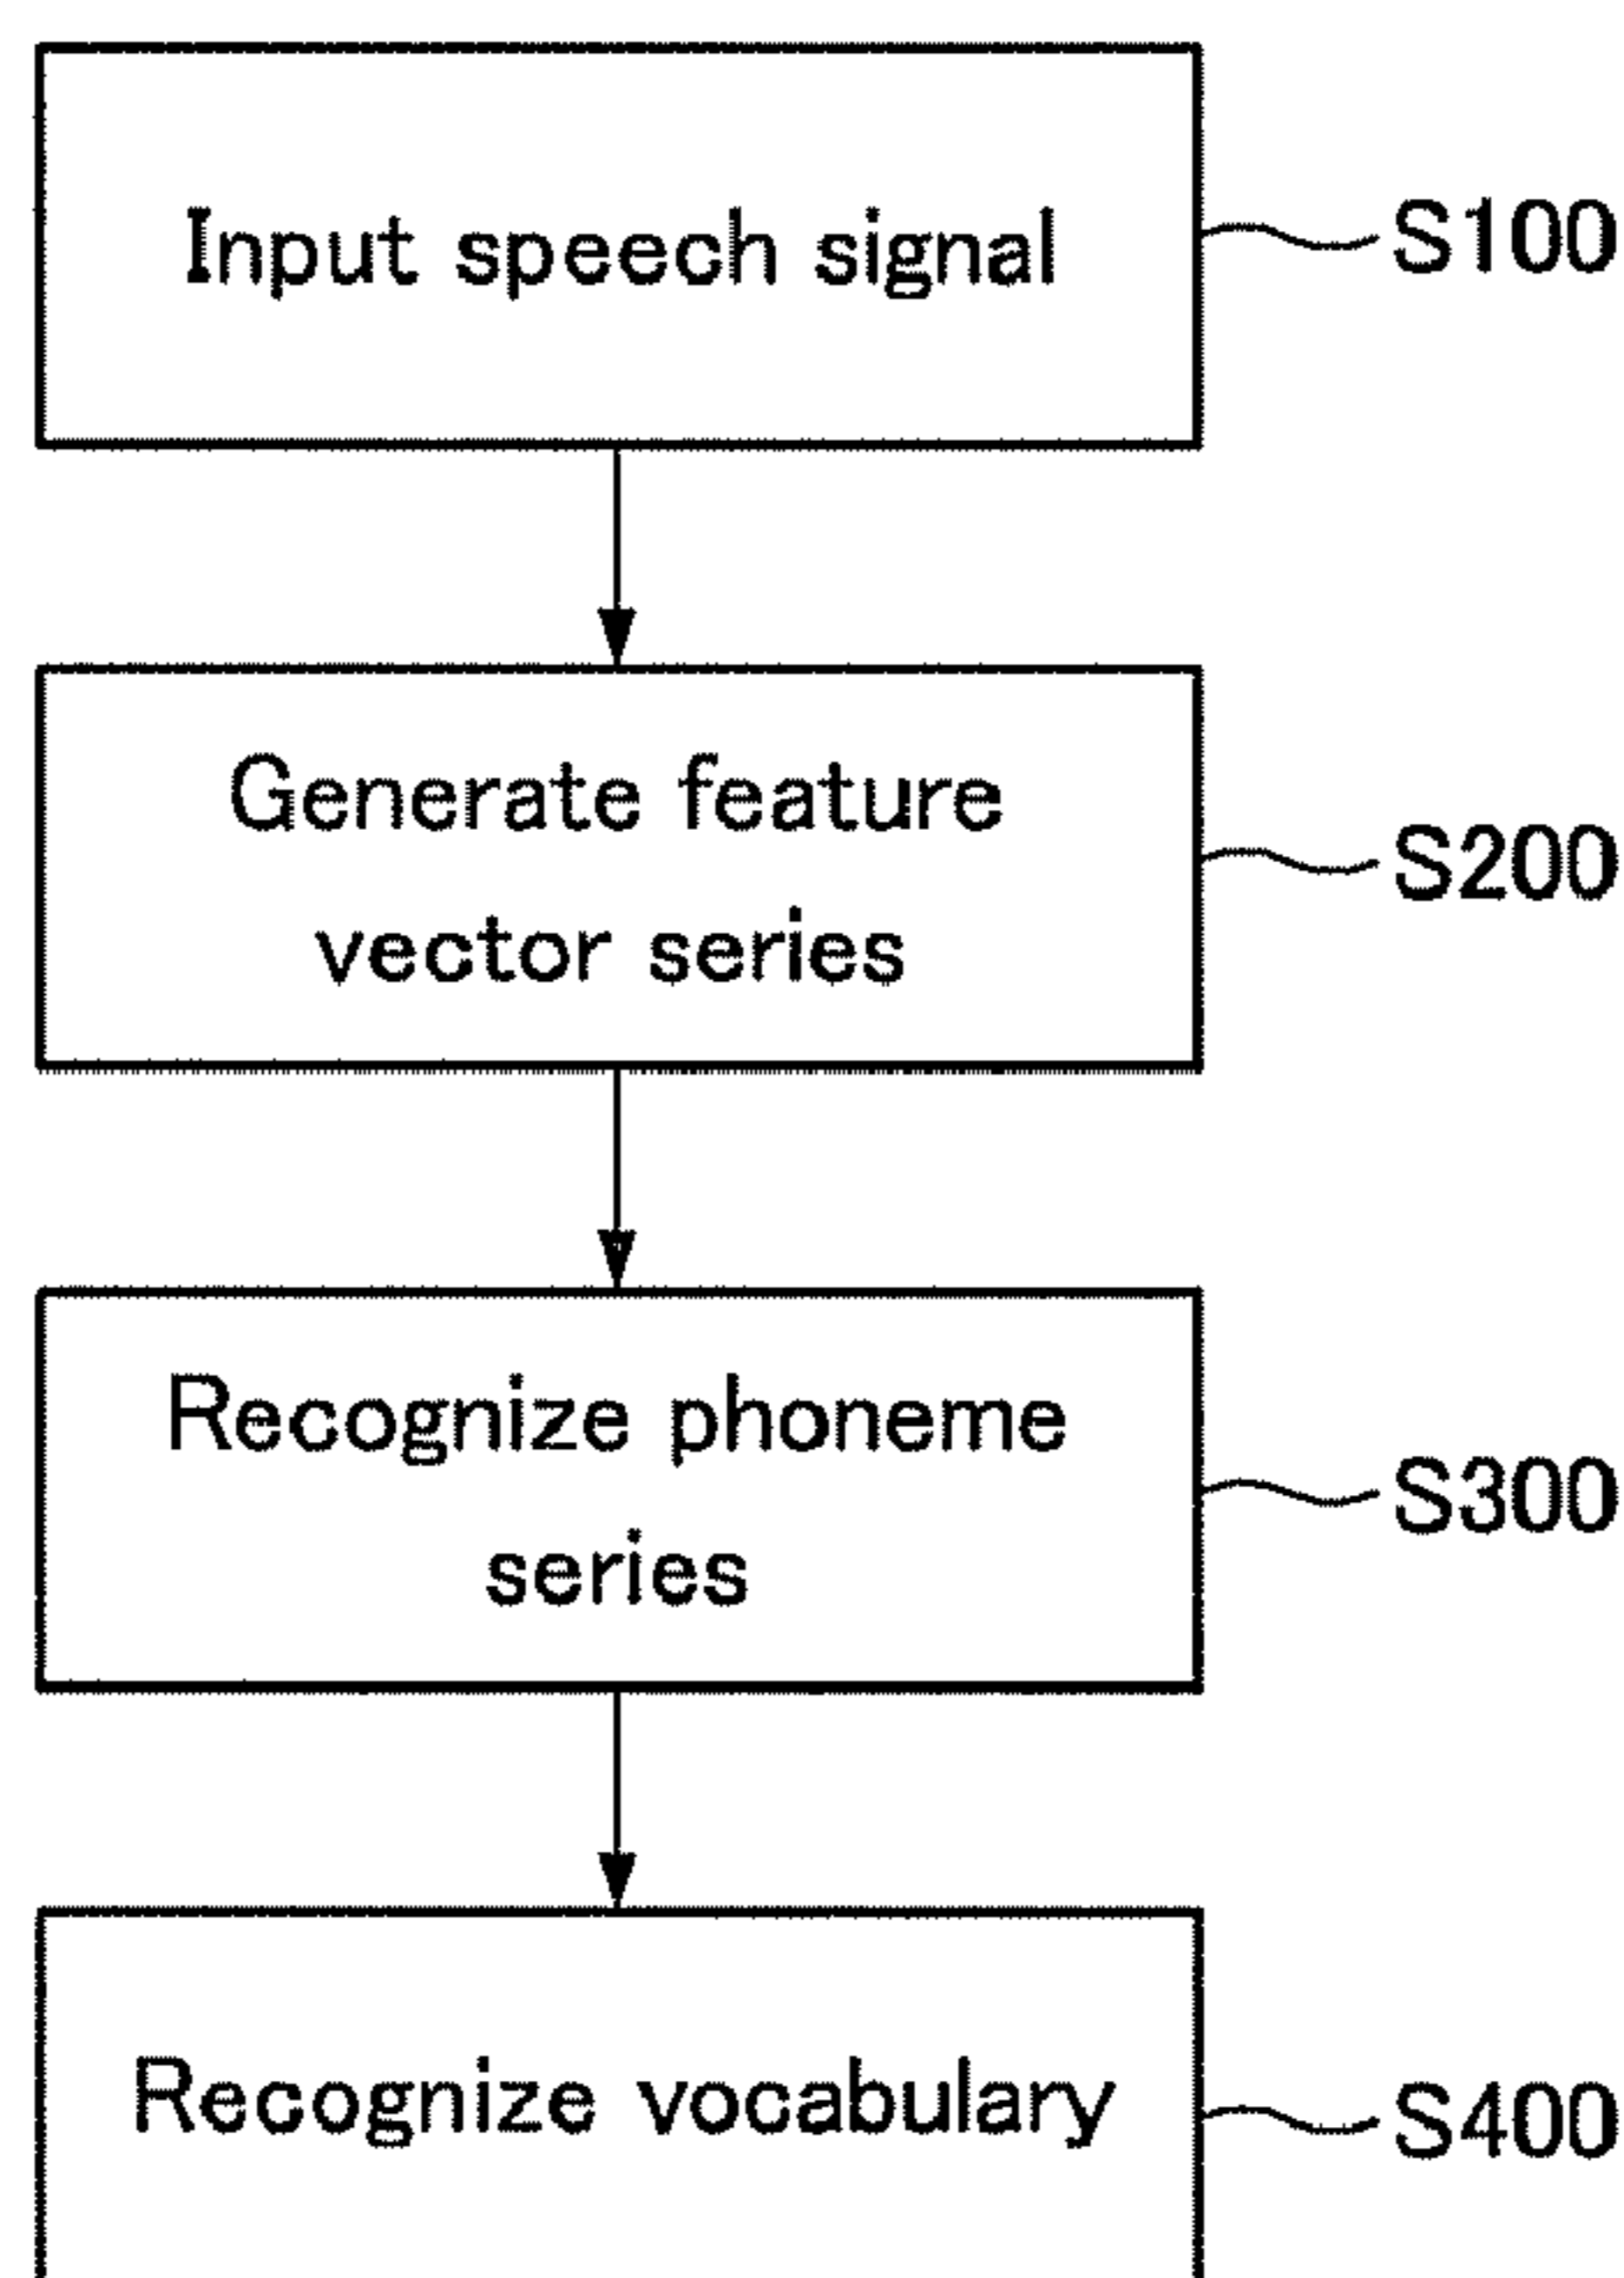 Input speech signal
S100
Generate feature
vector series
S200
Recognize phoneme
series
S300
Recognize vocabulary
S400